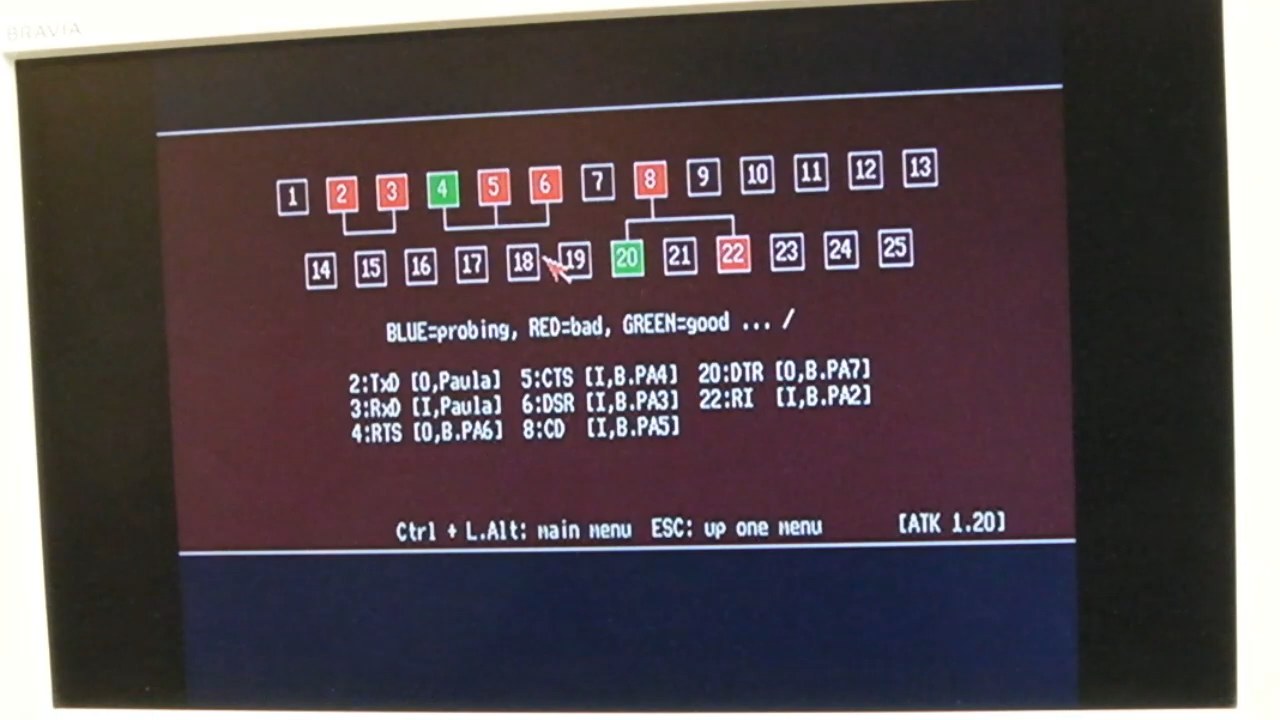 BRAVIA
1 2 3 4 5 6 7 8 9 10 11 12 13
14 15 16 17 18 19 20 21 22 23 24 25
BLUE=probing, RED=bad, GREEN=good ... /
2:TxD [O,Paula] 5:CTS [I,B.PA4] 20:DTR [O,B.PA7]
3:RxD [I,Paula] 6:DSR [I,B.PA3] 22:RI [I,B.PA2]
4:RTS [O,B.PA6] 8:CD [I,B.PA5]
Ctrl + L.Alt: main menu ESC: up one menu [ATK 1.20]